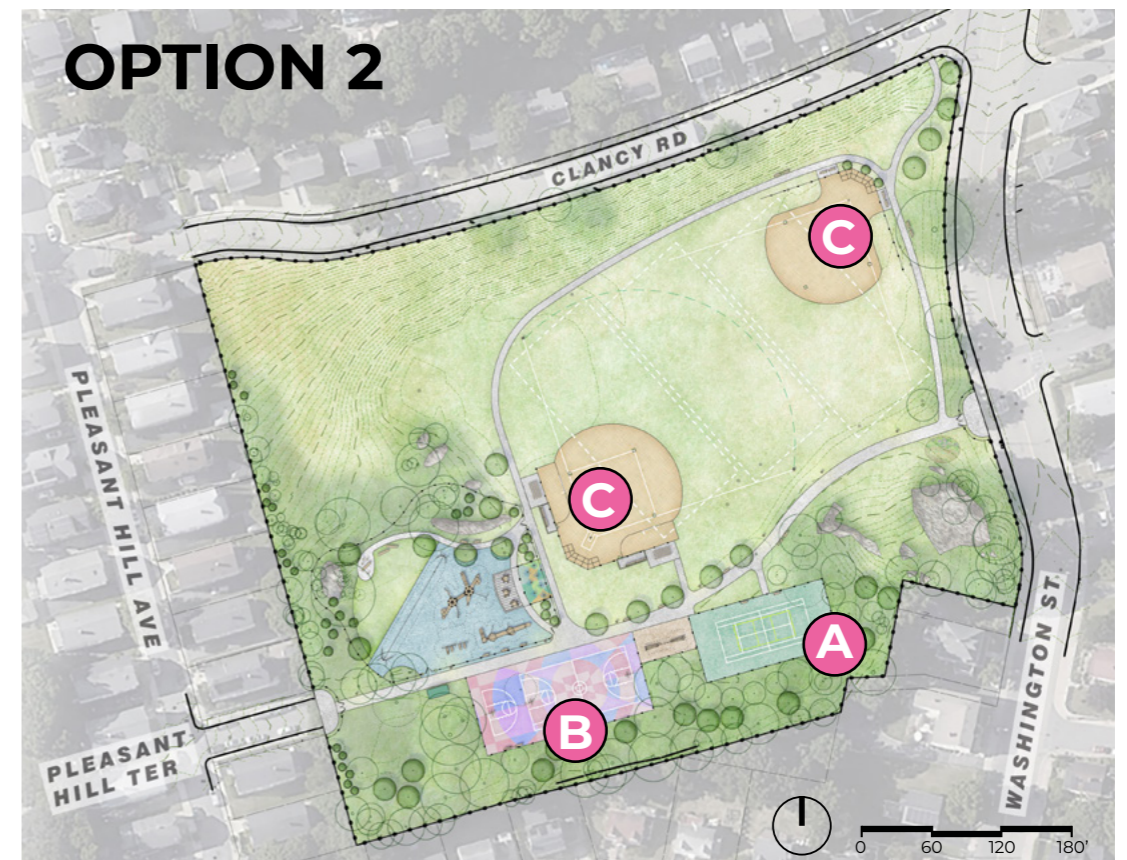 OPTION 2
CLANCY RD
C
PLEASANT HILL AVE
C
A
B
PLEASANT
HILL TER
WASHINGTON ST.
0 60 120 180'